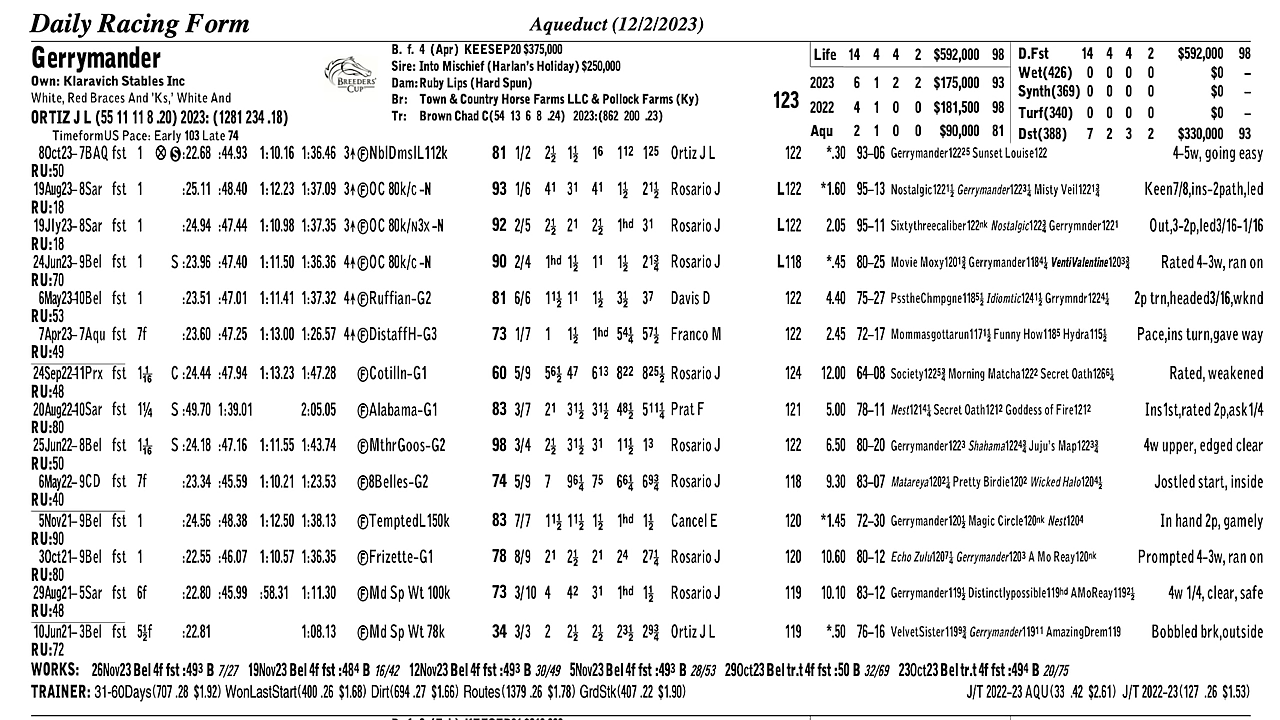 Daily Racing Form Aqueduct (12/2/2023)
Gerrymander
Own: Klaravich Stables Inc
White, Red Braces And 'Ks,' White And
ORTIZ J L (55 11 11 8 .20) 2023: (1281 234 .18)
TimeformUS Pace: Early 103 Late 74
BREEDERS' CUP
B. f. 4 (Apr) KEESEP20 $375,000
Sire: Into Mischief (Harlan's Holiday) $250,000
Dam: Ruby Lips (Hard Spun)
Br: Town & Country Horse Farms LLC & Pollock Farms (Ky)
Tr: Brown Chad C(54 13 6 8 .24) 2023:(862 200 .23)
123
Life 14 4 4 2 $592,000 98
2023 6 1 2 2 $175,000 93
2022 4 1 0 0 $181,500 98
Aqu 2 1 0 0 $90,000 81
D.Fst 14 4 4 2 $592,000 98
Wet(426) 0 0 0 0 $0 –
Synth(369) 0 0 0 0 $0 –
Turf(340) 0 0 0 0 $0 –
Dst(388) 7 2 3 2 $330,000 93
8Oct23–7BAQ fst 1 ⊗ Ⓢ :22.68 :44.93 1:10.16 1:36.46 3↑ⒻNblDmslL112k 81 1/2 2½ 1½ 1⁶ 1¹² 1²⁵ Ortiz J L 122 *.30 93–06 Gerrymander122²⁵ Sunset Louise122 4–5w, going easy
RU:50
19Aug23–8Sar fst 1 :25.11 :48.40 1:12.23 1:37.09 3↑ⒻOC 80k/c -N 93 1/6 4¹ 3¹ 4¹ 1½ 2¹½ Rosario J L122 *1.60 95–13 Nostalgic122¹½ Gerrymander122³¼ Misty Veil122¹¾ Keen7/8,ins–2path,led
RU:18
19Jly23–8Sar fst 1 :24.94 :47.44 1:10.98 1:37.35 3↑ⒻOC 80k/N3x -N 92 2/5 2½ 2¹ 2½ 1hd 3¹ Rosario J L122 2.05 95–11 Sixtythreecaliber122nk Nostalgic122¾ Gerrymnder122¹ Out,3–2p,led3/16–1/16
RU:18
24Jun23–9Bel fst 1 S :23.96 :47.40 1:11.50 1:36.36 4↑ⒻOC 80k/c -N 90 2/4 1hd 1½ 1¹ 1½ 2¹¾ Rosario J L118 *.45 80–25 Movie Moxy120¹¾ Gerrymander118⁴¼ VentiValentine120³¾ Rated 4–3w, ran on
RU:70
6May23–10Bel fst 1 :23.51 :47.01 1:11.41 1:37.32 4↑ⒻRuffian–G2 81 6/6 1¹½ 1¹ 1½ 3½ 3⁷ Davis D 122 4.40 75–27 PsstheChmpgne118⁵½ Idiomtic124¹½ Grrymndr122⁴¼ 2p trn,headed3/16,wknd
RU:53
7Apr23–7Aqu fst 7f :23.60 :47.25 1:13.00 1:26.57 4↑ⒻDistaffH–G3 73 1/7 1 1½ 1hd 5⁴¼ 5⁷½ Franco M 122 2.45 72–17 Mommasgottarun117¹½ Funny How118⁵ Hydra115½ Pace,ins turn,gave way
RU:49
24Sep22–11Prx fst 1 1/16 C :24.44 :47.94 1:13.23 1:47.28 ⒻCotilln–G1 60 5/9 5⁶½ 4⁷ 6¹³ 8²² 8²⁵½ Rosario J 124 12.00 64–08 Society122⁵¾ Morning Matcha122² Secret Oath126⁶¼ Rated, weakened
RU:48
20Aug22–10Sar fst 1¼ S :49.70 1:39.01 2:05.05 ⒻAlabama–G1 83 3/7 2¹ 3¹½ 3¹½ 4⁸½ 5¹¹¼ Prat F 121 5.00 78–11 Nest121⁴¼ Secret Oath121² Goddess of Fire121² Ins1st,rated 2p,ask1/4
RU:80
25Jun22–8Bel fst 1 1/16 S :24.18 :47.16 1:11.55 1:43.74 ⒻMthrGoos–G2 98 3/4 2½ 3¹½ 3¹ 1¹½ 1³ Rosario J 122 6.50 80–20 Gerrymander122³ Shahama122⁴¾ Juju's Map122³¾ 4w upper, edged clear
RU:50
6May22–9CD fst 7f :23.34 :45.59 1:10.21 1:23.53 Ⓕ8Belles–G2 74 5/9 7 9⁶¼ 7⁵ 6⁶¼ 6⁹¾ Rosario J 118 9.30 83–07 Matareya120²¼ Pretty Birdie120² Wicked Halo120⁴½ Jostled start, inside
RU:40
5Nov21–9Bel fst 1 :24.56 :48.38 1:12.50 1:38.13 ⒻTemptedL150k 83 7/7 1¹½ 1¹½ 1½ 1hd 1½ Cancel E 120 *1.45 72–30 Gerrymander120½ Magic Circle120nk Nest120⁴ In hand 2p, gamely
RU:90
3Oct21–9Bel fst 1 :22.55 :46.07 1:10.57 1:36.35 ⒻFrizette–G1 78 8/9 2¹ 2½ 2¹ 2⁴ 2⁷¼ Rosario J 120 10.60 80–12 Echo Zulu120⁷¼ Gerrymander120³ A Mo Reay120nk Prompted 4–3w, ran on
RU:80
29Aug21–5Sar fst 6f :22.80 :45.99 :58.31 1:11.30 ⒻMd Sp Wt 100k 73 3/10 4 4² 3¹ 1hd 1½ Rosario J 119 10.10 83–12 Gerrymander119½ Distinctlypossible119hd AMoReay119²½ 4w 1/4, clear, safe
RU:48
10Jun21–3Bel fst 5½f :22.81 1:08.13 ⒻMd Sp Wt 78k 34 3/3 2 2½ 2½ 2³½ 2⁹¾ Ortiz J L 119 *.50 76–16 VelvetSister119⁹¾ Gerrymander119¹¹ AmazingDrem119 Bobbled brk,outside
RU:72
WORKS: 26Nov23 Bel 4f fst :49³ B 7/27 19Nov23 Bel 4f fst :48⁴ B 16/42 12Nov23 Bel 4f fst :49³ B 30/49 5Nov23 Bel 4f fst :49³ B 28/53 29Oct23 Bel tr.t 4f fst :50 B 32/69 23Oct23 Bel tr.t 4f fst :49⁴ B 20/75
TRAINER: 31-60Days(707 .28 $1.92) WonLastStart(400 .26 $1.68) Dirt(694 .27 $1.66) Routes(1379 .26 $1.78) GrdStk(407 .22 $1.90) J/T 2022-23 AQU(33 .42 $2.61) J/T 2022-23(127 .26 $1.53)